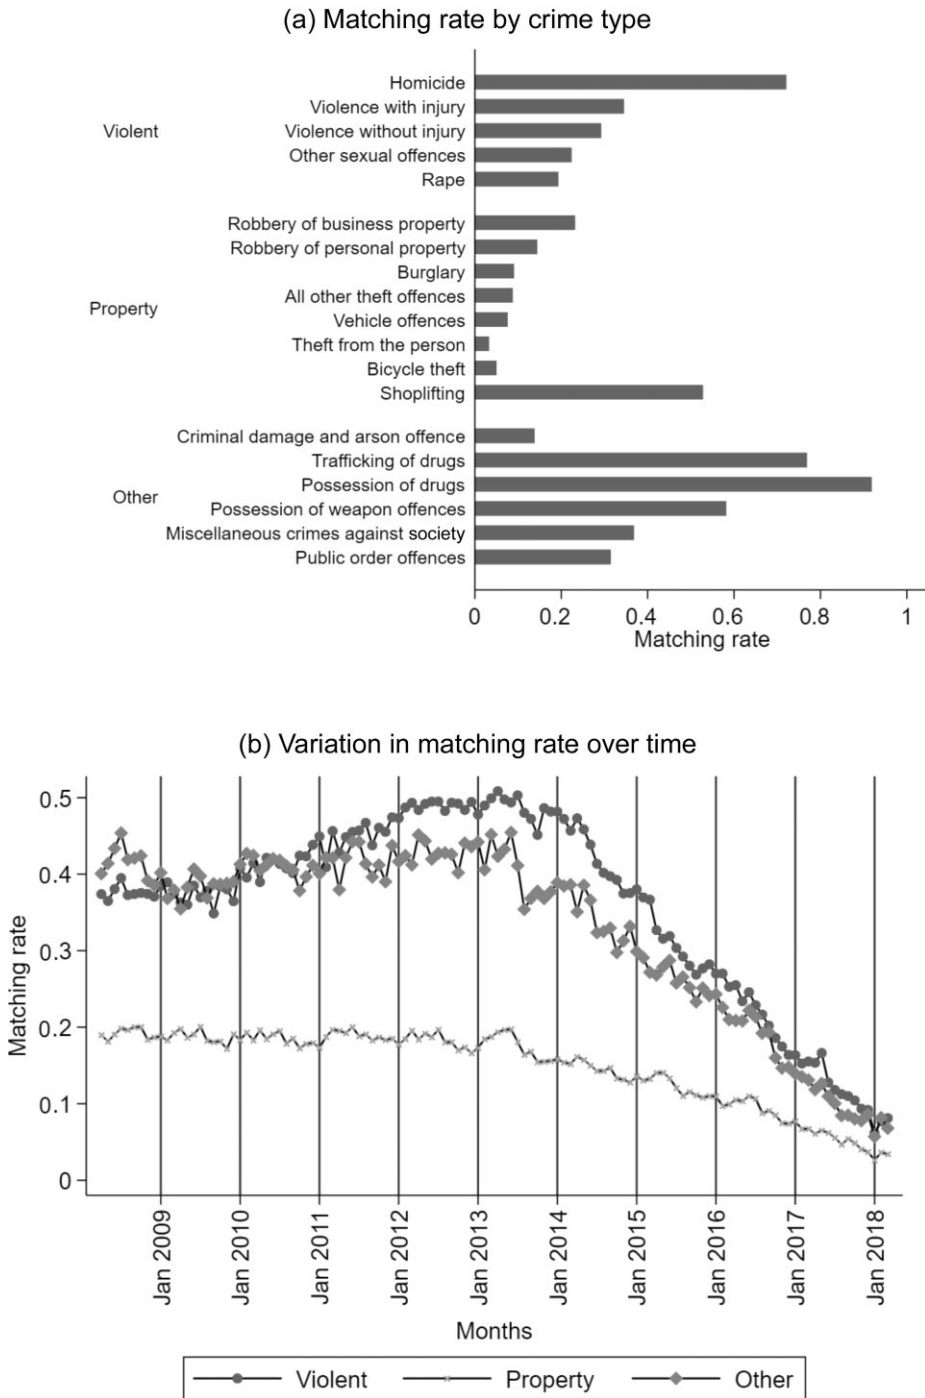 (a) Matching rate by crime type
Violent
Homicide
Violence with injury
Violence without injury
Other sexual offences
Rape
Property
Robbery of business property
Robbery of personal property
Burglary
All other theft offences
Vehicle offences
Theft from the person
Bicycle theft
Shoplifting
Other
Criminal damage and arson offence
Trafficking of drugs
Possession of drugs
Possession of weapon offences
Miscellaneous crimes against society
Public order offences
0 0.2 0.4 0.6 0.8 1
Matching rate
(b) Variation in matching rate over time
Matching rate
0.5
0.4
0.3
0.2
0.1
0
Jan 2009
Jan 2010
Jan 2011
Jan 2012
Jan 2013
Jan 2014
Jan 2015
Jan 2016
Jan 2017
Jan 2018
Months
Violent Property Other